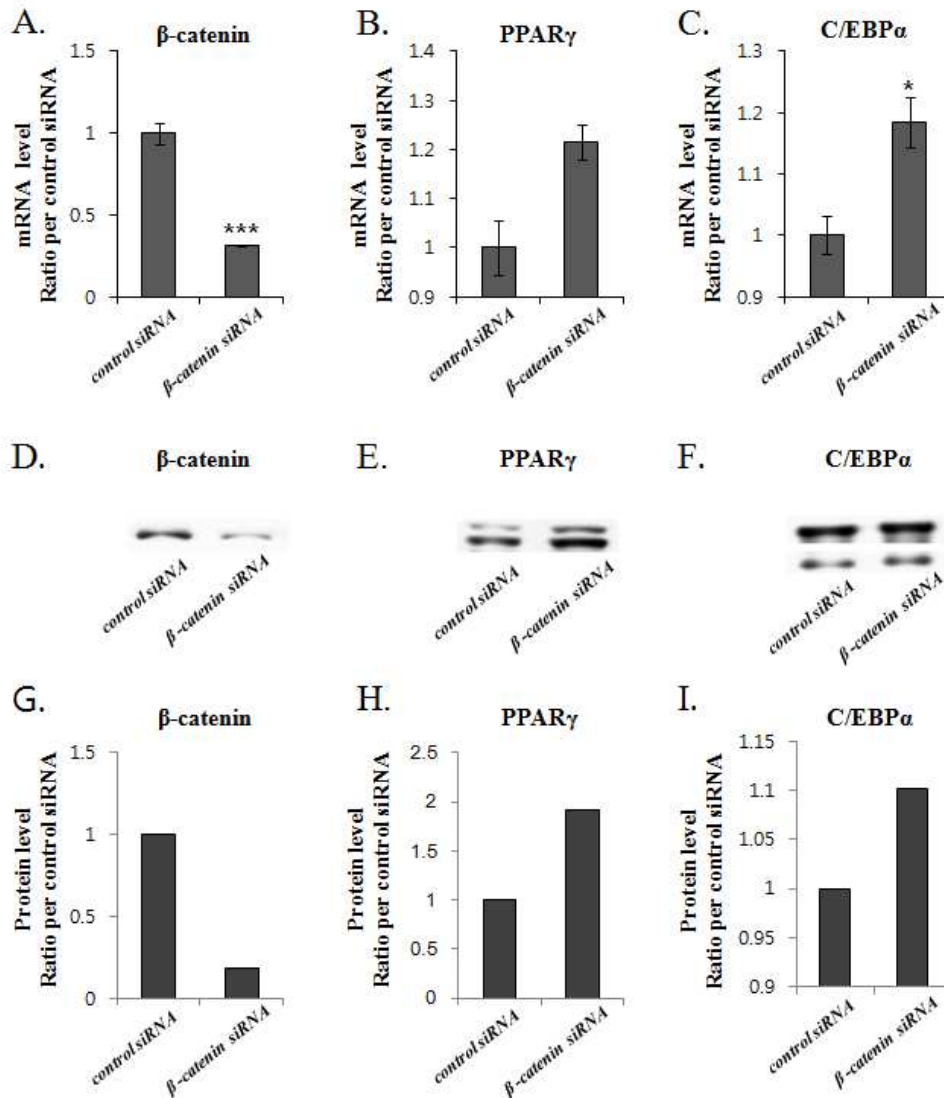 A.
β-catenin
mRNA level
Ratio per control siRNA
1.5
1
0.5
0
***
control siRNA
β-catenin siRNA
B.
PPARγ
mRNA level
Ratio per control siRNA
1.4
1.3
1.2
1.1
1
0.9
control siRNA
β-catenin siRNA
C.
C/EBPα
mRNA level
Ratio per control siRNA
1.3
1.2
1.1
1
0.9
*
control siRNA
β-catenin siRNA
D.
β-catenin
control siRNA
β-catenin siRNA
E.
PPARγ
control siRNA
β-catenin siRNA
F.
C/EBPα
control siRNA
β-catenin siRNA
G.
β-catenin
Protein level
Ratio per control siRNA
1.5
1
0.5
0
control siRNA
β-catenin siRNA
H.
PPARγ
Protein level
Ratio per control siRNA
2.5
2
1.5
1
0.5
0
control siRNA
β-catenin siRNA
I.
C/EBPα
Protein level
Ratio per control siRNA
1.15
1.1
1.05
1
0.95
0.9
control siRNA
β-catenin siRNA